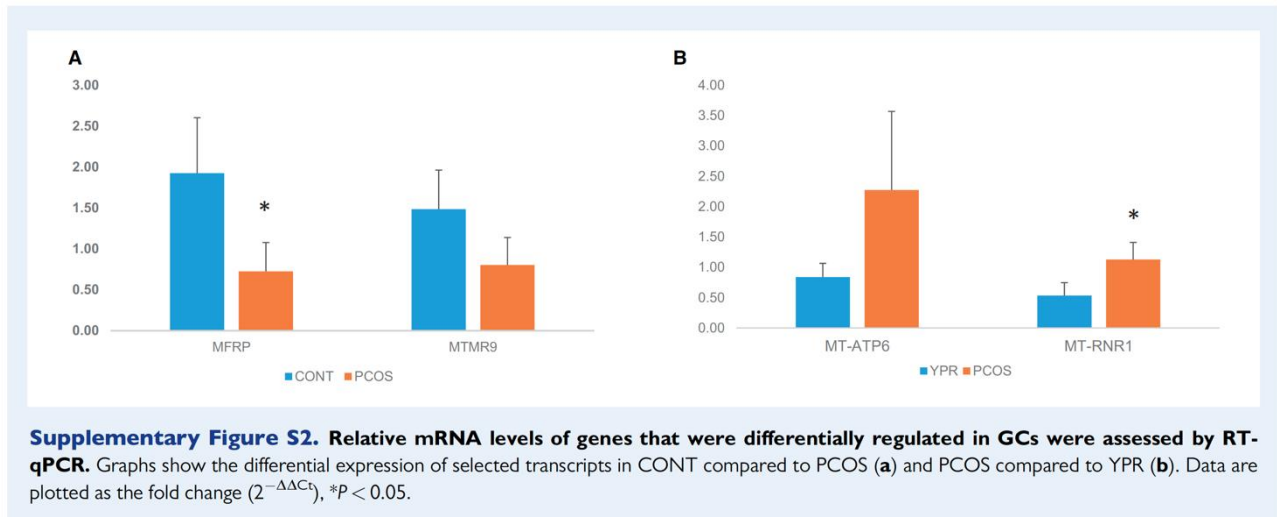 A
3.00
2.50
2.00
1.50
1.00
0.50
0.00
*
MFRP
MTMR9
CONT PCOS
B
4.00
3.50
3.00
2.50
2.00
1.50
1.00
0.50
0.00
*
MT-ATP6
MT-RNR1
YPR PCOS
Supplementary Figure S2. Relative mRNA levels of genes that were differentially regulated in GCs were assessed by RT-
qPCR. Graphs show the differential expression of selected transcripts in CONT compared to PCOS (a) and PCOS compared to YPR (b). Data are
plotted as the fold change (2−ΔΔCt), *P < 0.05.